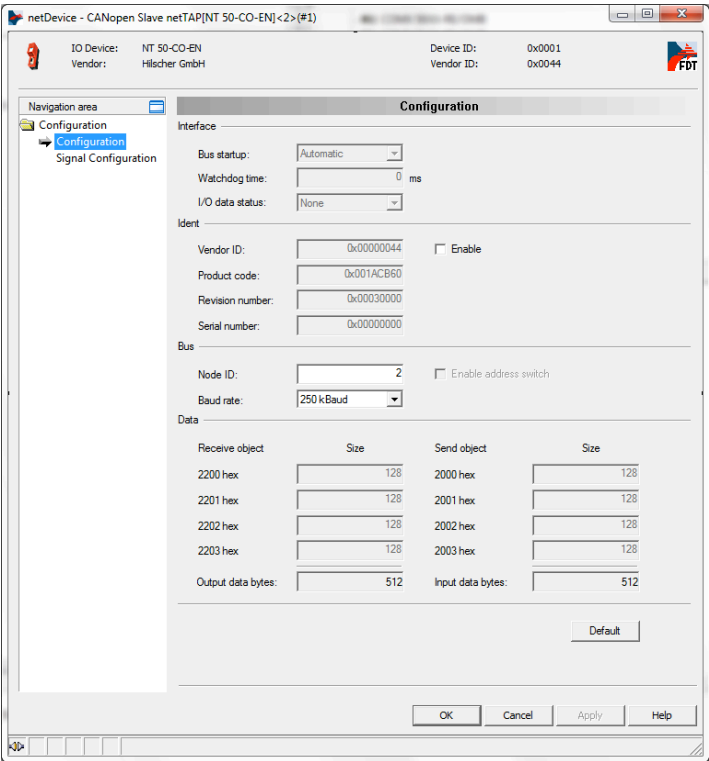 netDevice - CANopen Slave netTAP[NT 50-CO-EN]<2>(#1)
IO Device: NT 50-CO-EN Device ID: 0x0001
Vendor: Hilscher GmbH Vendor ID: 0x0044
FDT
Navigation area
Configuration
Configuration
Signal Configuration
Configuration
Interface
Bus startup: Automatic
Watchdog time: 0 ms
I/O data status: None
Ident
Vendor ID: 0x00000044 Enable
Product code: 0x001ACB60
Revision number: 0x00030000
Serial number: 0x00000000
Bus
Node ID: 2 Enable address switch
Baud rate: 250 kBaud
Data
Receive object Size Send object Size
2200 hex 128 2000 hex 128
2201 hex 128 2001 hex 128
2202 hex 128 2002 hex 128
2203 hex 128 2003 hex 128
Output data bytes: 512 Input data bytes: 512
Default
OK Cancel Apply Help